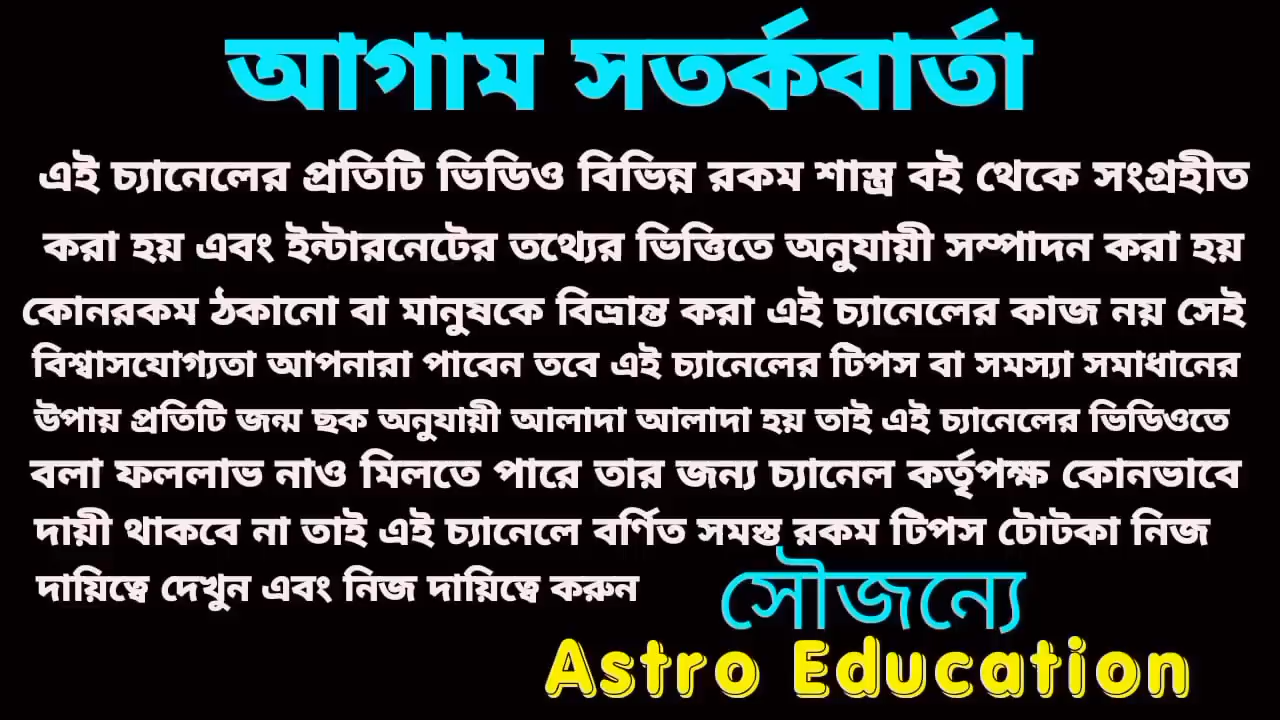 আগাম সতর্কবার্তা
এই চ্যানেলের প্রতিটি ভিডিও বিভিন্ন রকম শাস্ত্র বই থেকে সংগ্রহীত
করা হয় এবং ইন্টারনেটের তথ্যের ভিত্তিতে অনুযায়ী সম্পাদন করা হয়
কোনরকম ঠকানো বা মানুষকে বিভ্রান্ত করা এই চ্যানেলের কাজ নয় সেই
বিশ্বাসযোগ্যতা আপনারা পাবেন তবে এই চ্যানেলের টিপস বা সমস্যা সমাধানের
উপায় প্রতিটি জন্ম ছক অনুযায়ী আলাদা আলাদা হয় তাই এই চ্যানেলের ভিডিওতে
বলা ফললাভ নাও মিলতে পারে তার জন্য চ্যানেল কর্তৃপক্ষ কোনভাবে
দায়ী থাকবে না তাই এই চ্যানেলে বর্ণিত সমস্ত রকম টিপস টোটকা নিজ
দায়িত্বে দেখুন এবং নিজ দায়িত্বে করুন
সৌজন্যে
Astro Education